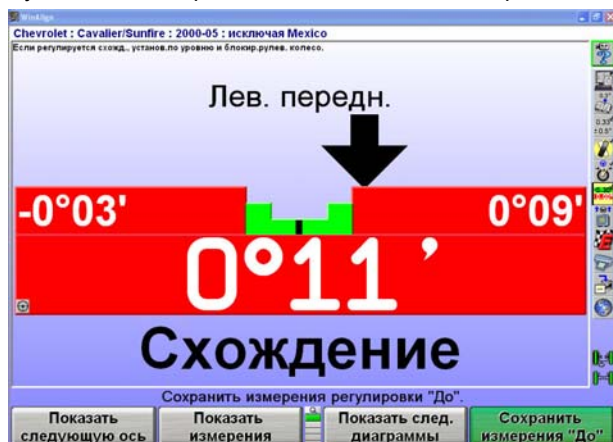 WinAlign
Chevrolet : Cavalier/Sunfire : 2000-05 : исключая Mexico
Если регулируется схожд., установ.по уровню и блокир.рулев. колесо.
Лев. передн.
-0°03' 0°09'
0°11'
Схождение
Сохранить измерения регулировки "До".
Показать следующую ось
Показать измерения
Показать след. диаграммы
Сохранить измерения "До"